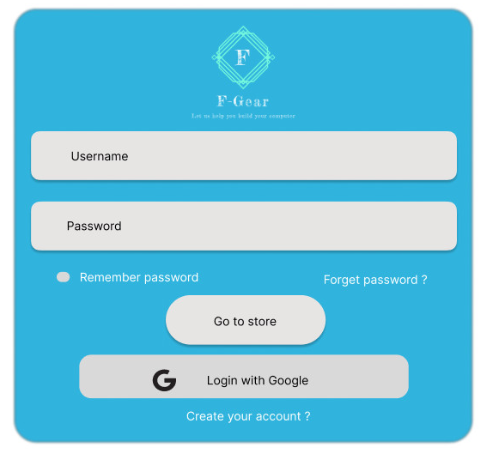 F
F-Gear
Let us help you build your computer
Username
Password
Remember password
Forget password ?
Go to store
G Login with Google
Create your account ?